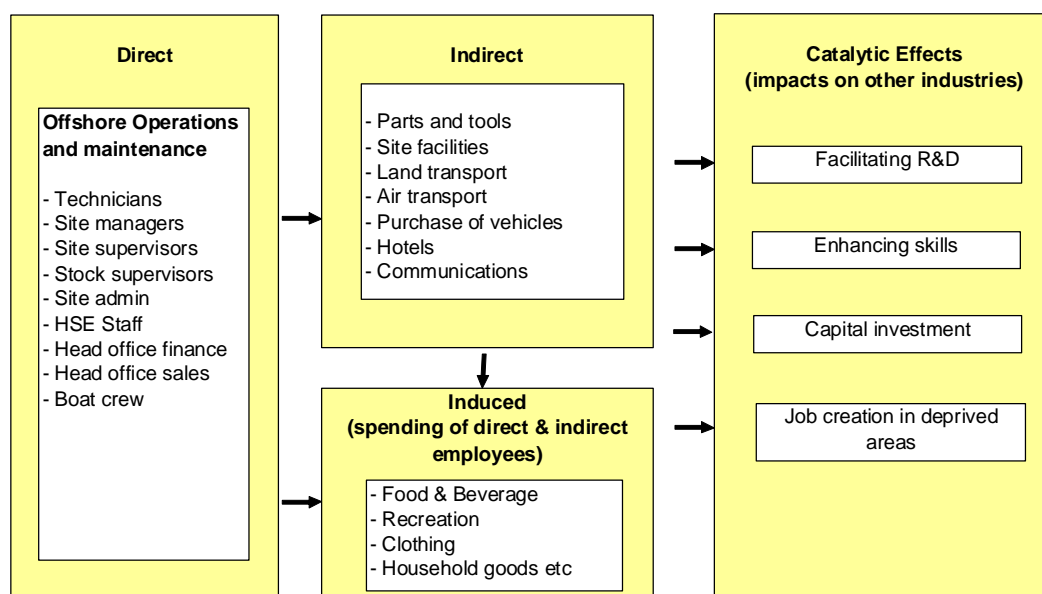 Direct
Offshore Operations
and maintenance
- Technicians
- Site managers
- Site supervisors
- Stock supervisors
- Site admin
- HSE Staff
- Head office finance
- Head office sales
- Boat crew
Indirect
- Parts and tools
- Site facilities
- Land transport
- Air transport
- Purchase of vehicles
- Hotels
- Communications
Induced
(spending of direct & indirect
employees)
- Food & Beverage
- Recreation
- Clothing
- Household goods etc
Catalytic Effects
(impacts on other industries)
Facilitating R&D
Enhancing skills
Capital investment
Job creation in deprived
areas